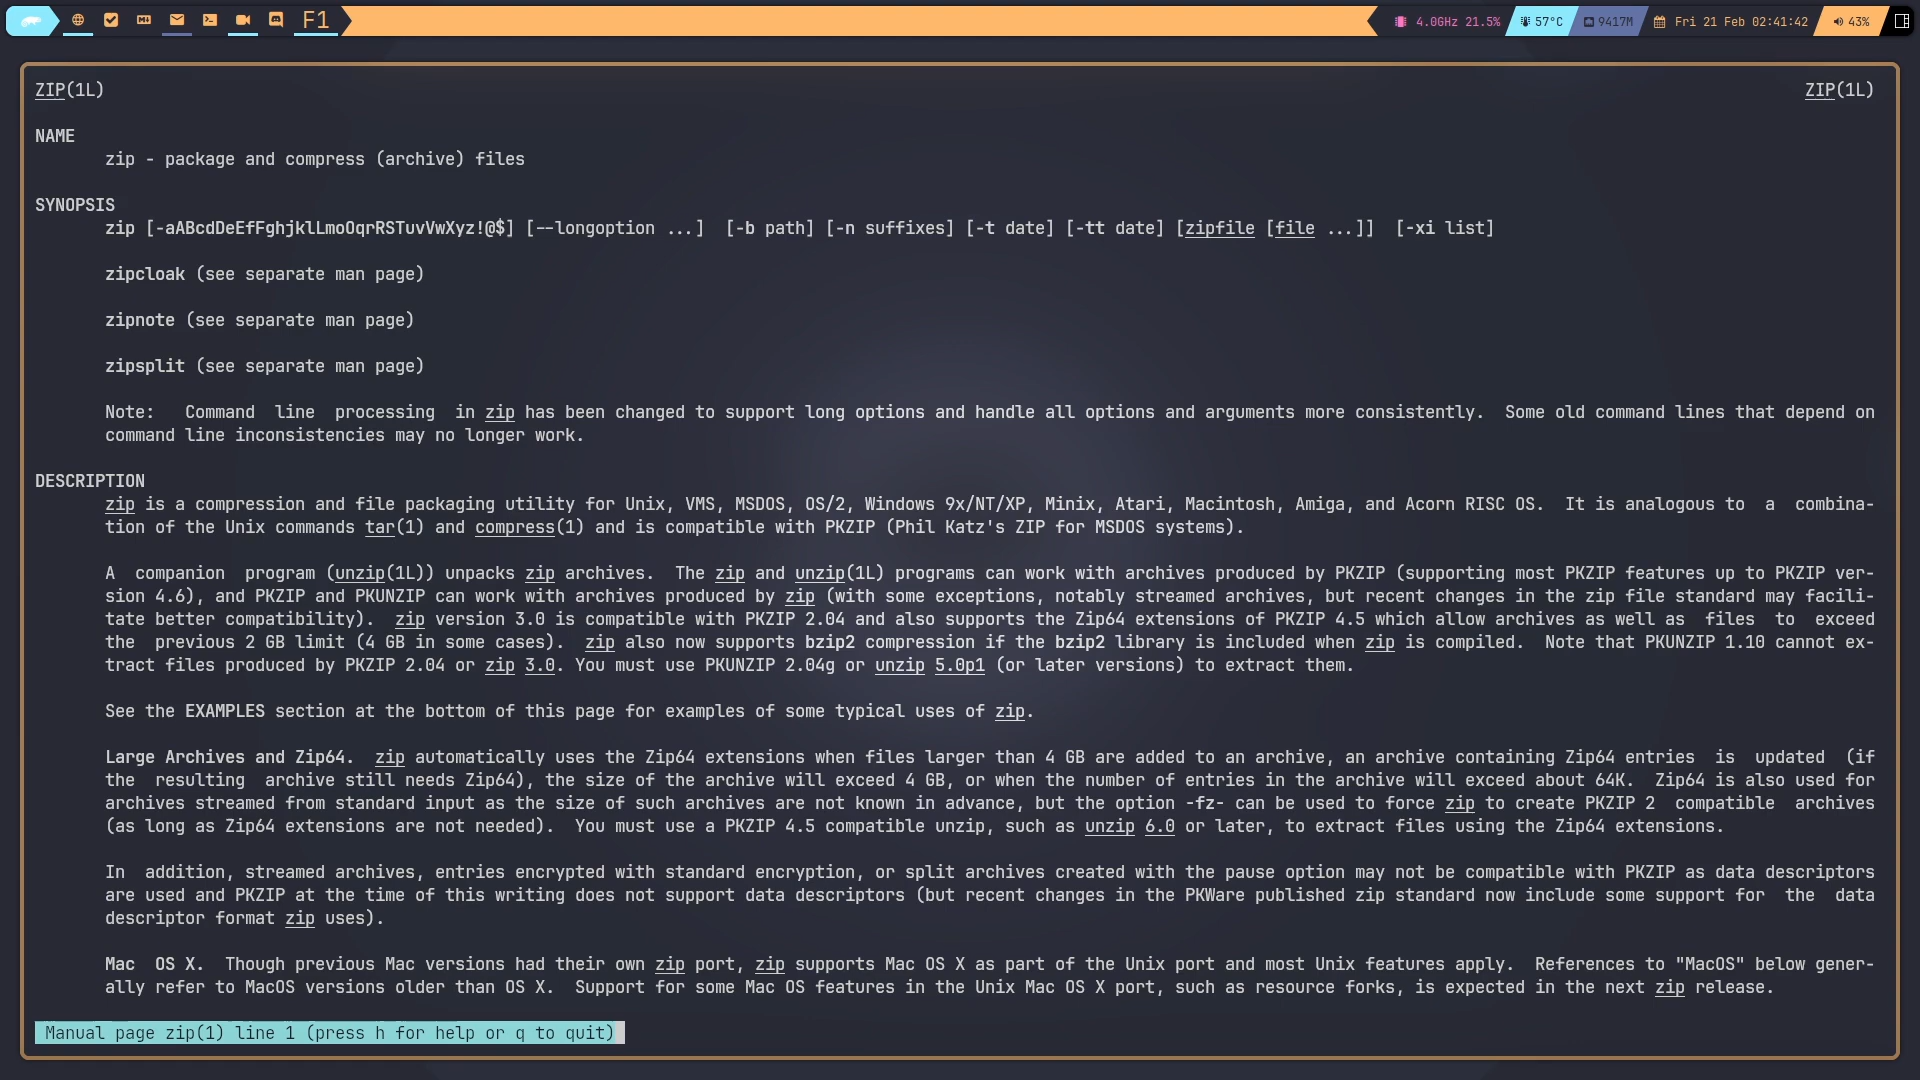 F1 4.0GHz 21.5% 57°C 9417M Fri 21 Feb 02:41:42 43%
ZIP(1L) ZIP(1L)
NAME
zip - package and compress (archive) files
SYNOPSIS
zip [-aABcdDeEfFghjklLmoOqrRSTuvVwXyz!@$] [--longoption ...]  [-b path] [-n suffixes] [-t date] [-tt date] [zipfile [file ...]]  [-xi list]
zipcloak (see separate man page)
zipnote (see separate man page)
zipsplit (see separate man page)
Note:   Command  line  processing  in zip has been changed to support long options and handle all options and arguments more consistently.  Some old command lines that depend on
command line inconsistencies may no longer work.
DESCRIPTION
zip is a compression and file packaging utility for Unix, VMS, MSDOS, OS/2, Windows 9x/NT/XP, Minix, Atari, Macintosh, Amiga, and Acorn RISC OS.  It is analogous to  a  combina-
tion of the Unix commands tar(1) and compress(1) and is compatible with PKZIP (Phil Katz's ZIP for MSDOS systems).
A  companion  program (unzip(1L)) unpacks zip archives.  The zip and unzip(1L) programs can work with archives produced by PKZIP (supporting most PKZIP features up to PKZIP ver-
sion 4.6), and PKZIP and PKUNZIP can work with archives produced by zip (with some exceptions, notably streamed archives, but recent changes in the zip file standard may facili-
tate better compatibility).  zip version 3.0 is compatible with PKZIP 2.04 and also supports the Zip64 extensions of PKZIP 4.5 which allow archives as well as  files  to  exceed
the  previous 2 GB limit (4 GB in some cases).  zip also now supports bzip2 compression if the bzip2 library is included when zip is compiled.  Note that PKUNZIP 1.10 cannot ex-
tract files produced by PKZIP 2.04 or zip 3.0. You must use PKUNZIP 2.04g or unzip 5.0p1 (or later versions) to extract them.
See the EXAMPLES section at the bottom of this page for examples of some typical uses of zip.
Large Archives and Zip64.  zip automatically uses the Zip64 extensions when files larger than 4 GB are added to an archive, an archive containing Zip64 entries  is  updated  (if
the  resulting  archive still needs Zip64), the size of the archive will exceed 4 GB, or when the number of entries in the archive will exceed about 64K.  Zip64 is also used for
archives streamed from standard input as the size of such archives are not known in advance, but the option -fz- can be used to force zip to create PKZIP 2  compatible  archives
(as long as Zip64 extensions are not needed).  You must use a PKZIP 4.5 compatible unzip, such as unzip 6.0 or later, to extract files using the Zip64 extensions.
In  addition, streamed archives, entries encrypted with standard encryption, or split archives created with the pause option may not be compatible with PKZIP as data descriptors
are used and PKZIP at the time of this writing does not support data descriptors (but recent changes in the PKWare published zip standard now include some support for  the  data
descriptor format zip uses).
Mac  OS X.  Though previous Mac versions had their own zip port, zip supports Mac OS X as part of the Unix port and most Unix features apply.  References to "MacOS" below gener-
ally refer to MacOS versions older than OS X.  Support for some Mac OS features in the Unix Mac OS X port, such as resource forks, is expected in the next zip release.
Manual page zip(1) line 1 (press h for help or q to quit)